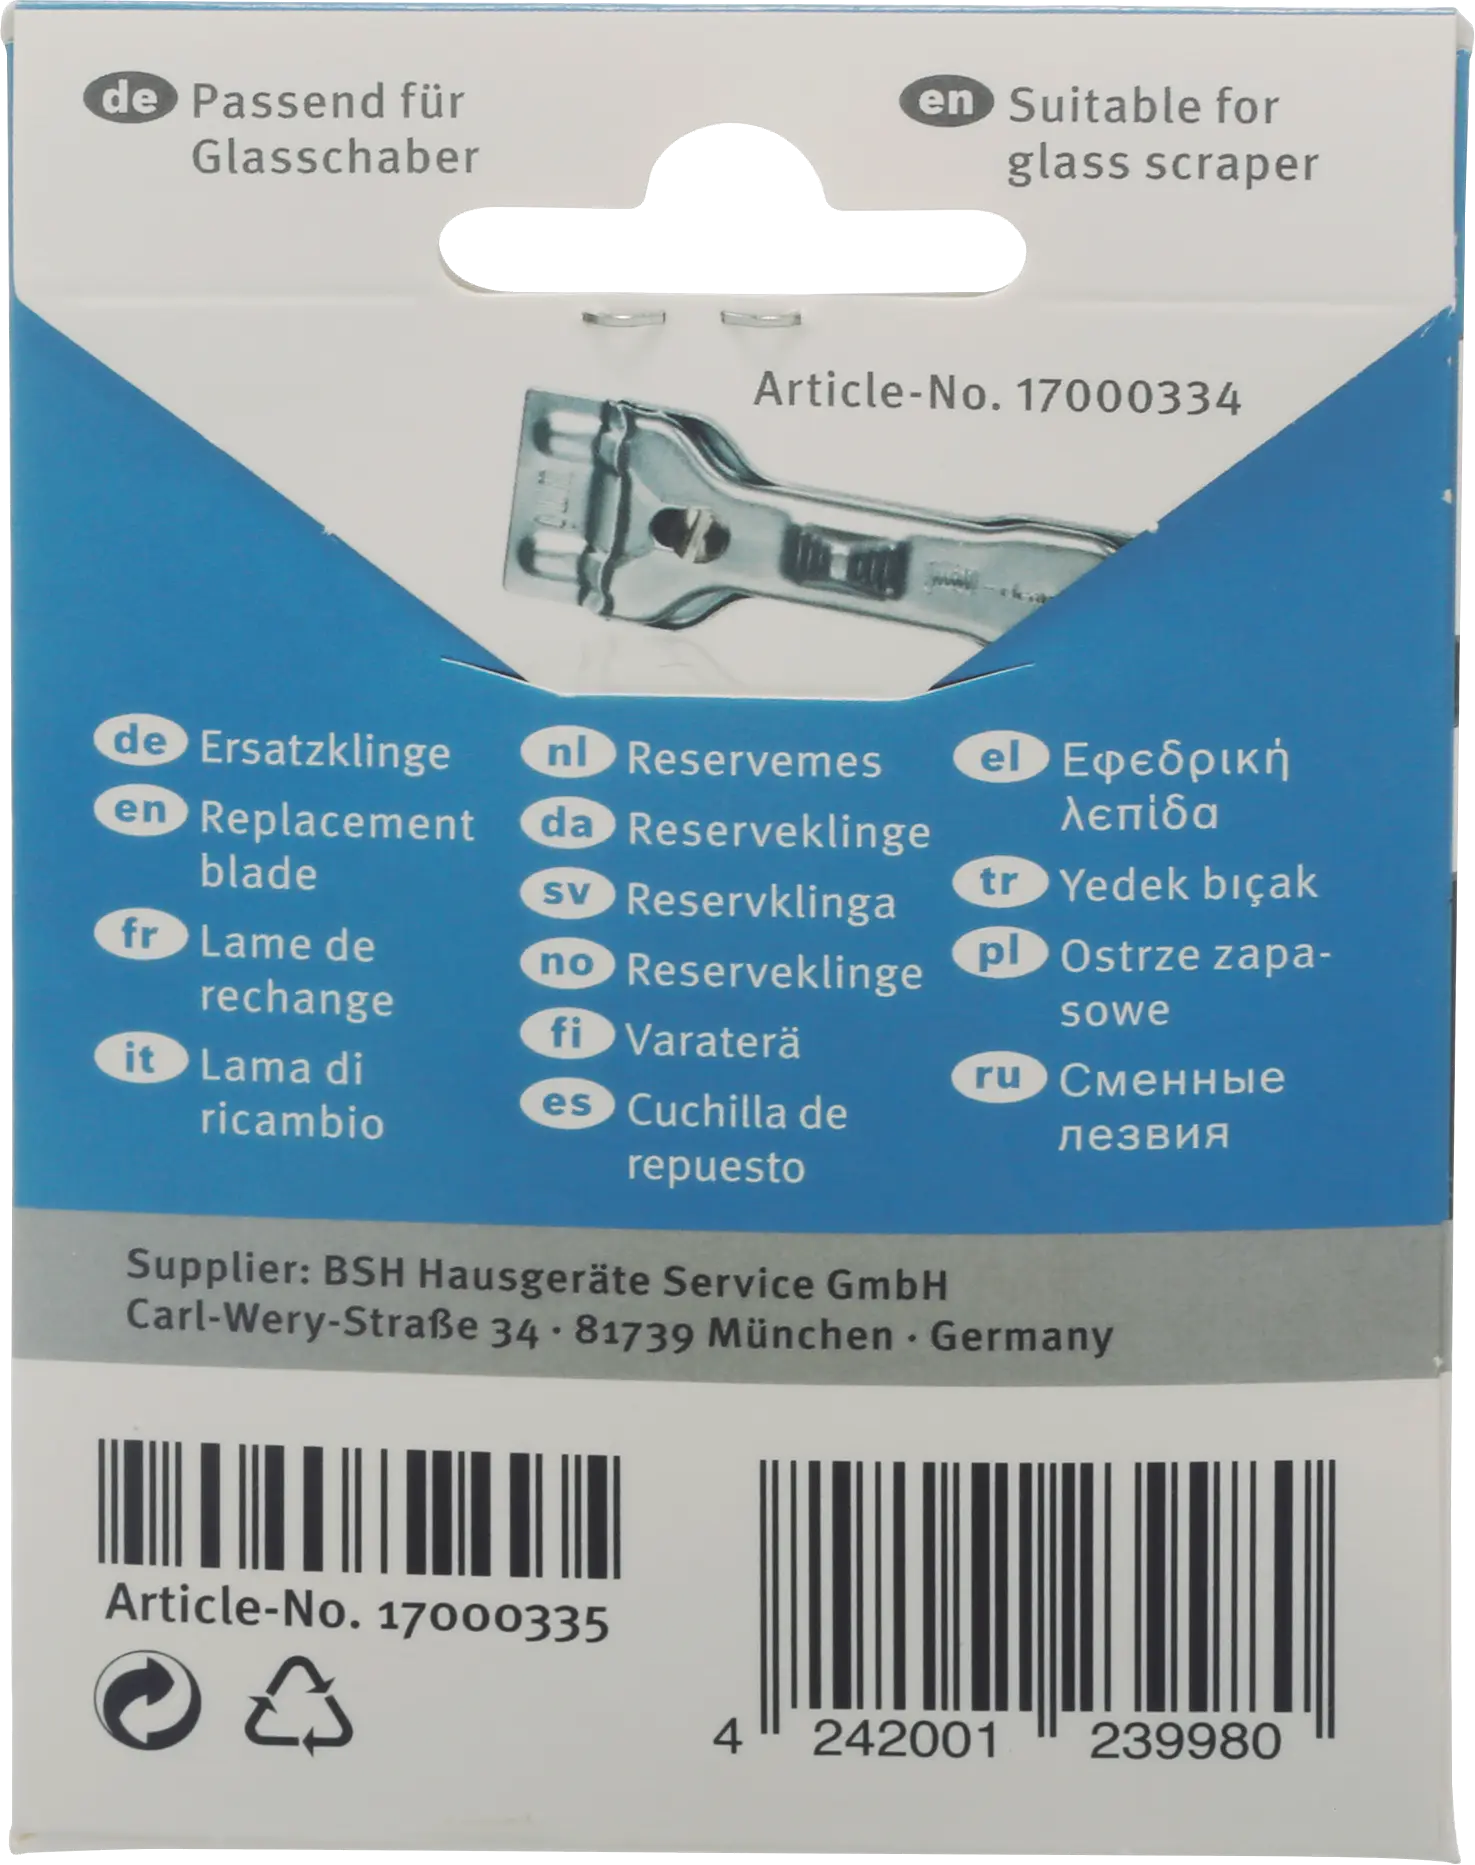 de Passend für
Glasschaber
en Suitable for
glass scraper
Article-No. 17000334
de Ersatzklinge
en Replacement
blade
fr Lame de
rechange
it Lama di
ricambio
nl Reservemes
da Reserveklinge
sv Reservklinga
no Reserveklinge
fi Varaterä
es Cuchilla de
repuesto
el Εφεδρική
λεπίδα
tr Yedek bıçak
pl Ostrze zapa-
sowe
ru Сменные
лезвия
Supplier: BSH Hausgeräte Service GmbH
Carl-Wery-Straße 34 · 81739 München · Germany
Article-No. 17000335
4 242001 239980